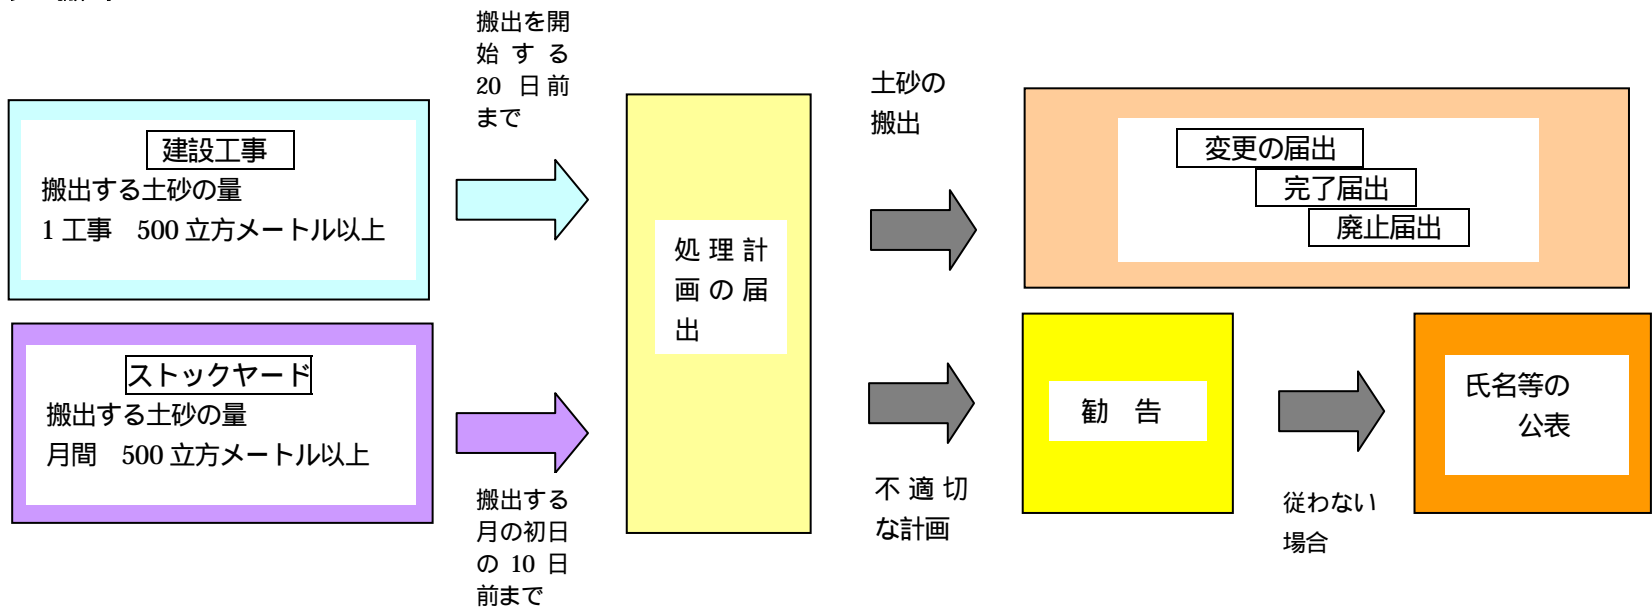 搬出を開
始する
20 日前
まで
建設工事
搬出する土砂の量
1 工事　500 立方メートル以上
ストックヤード
搬出する土砂の量
月間　500 立方メートル以上
搬出する
月の初日
の 10 日
前まで
処理計
画の届
出
土砂の
搬出
変更の届出
完了届出
廃止届出
不適切
な計画
勧　告
従わない
場合
氏名等の
公表